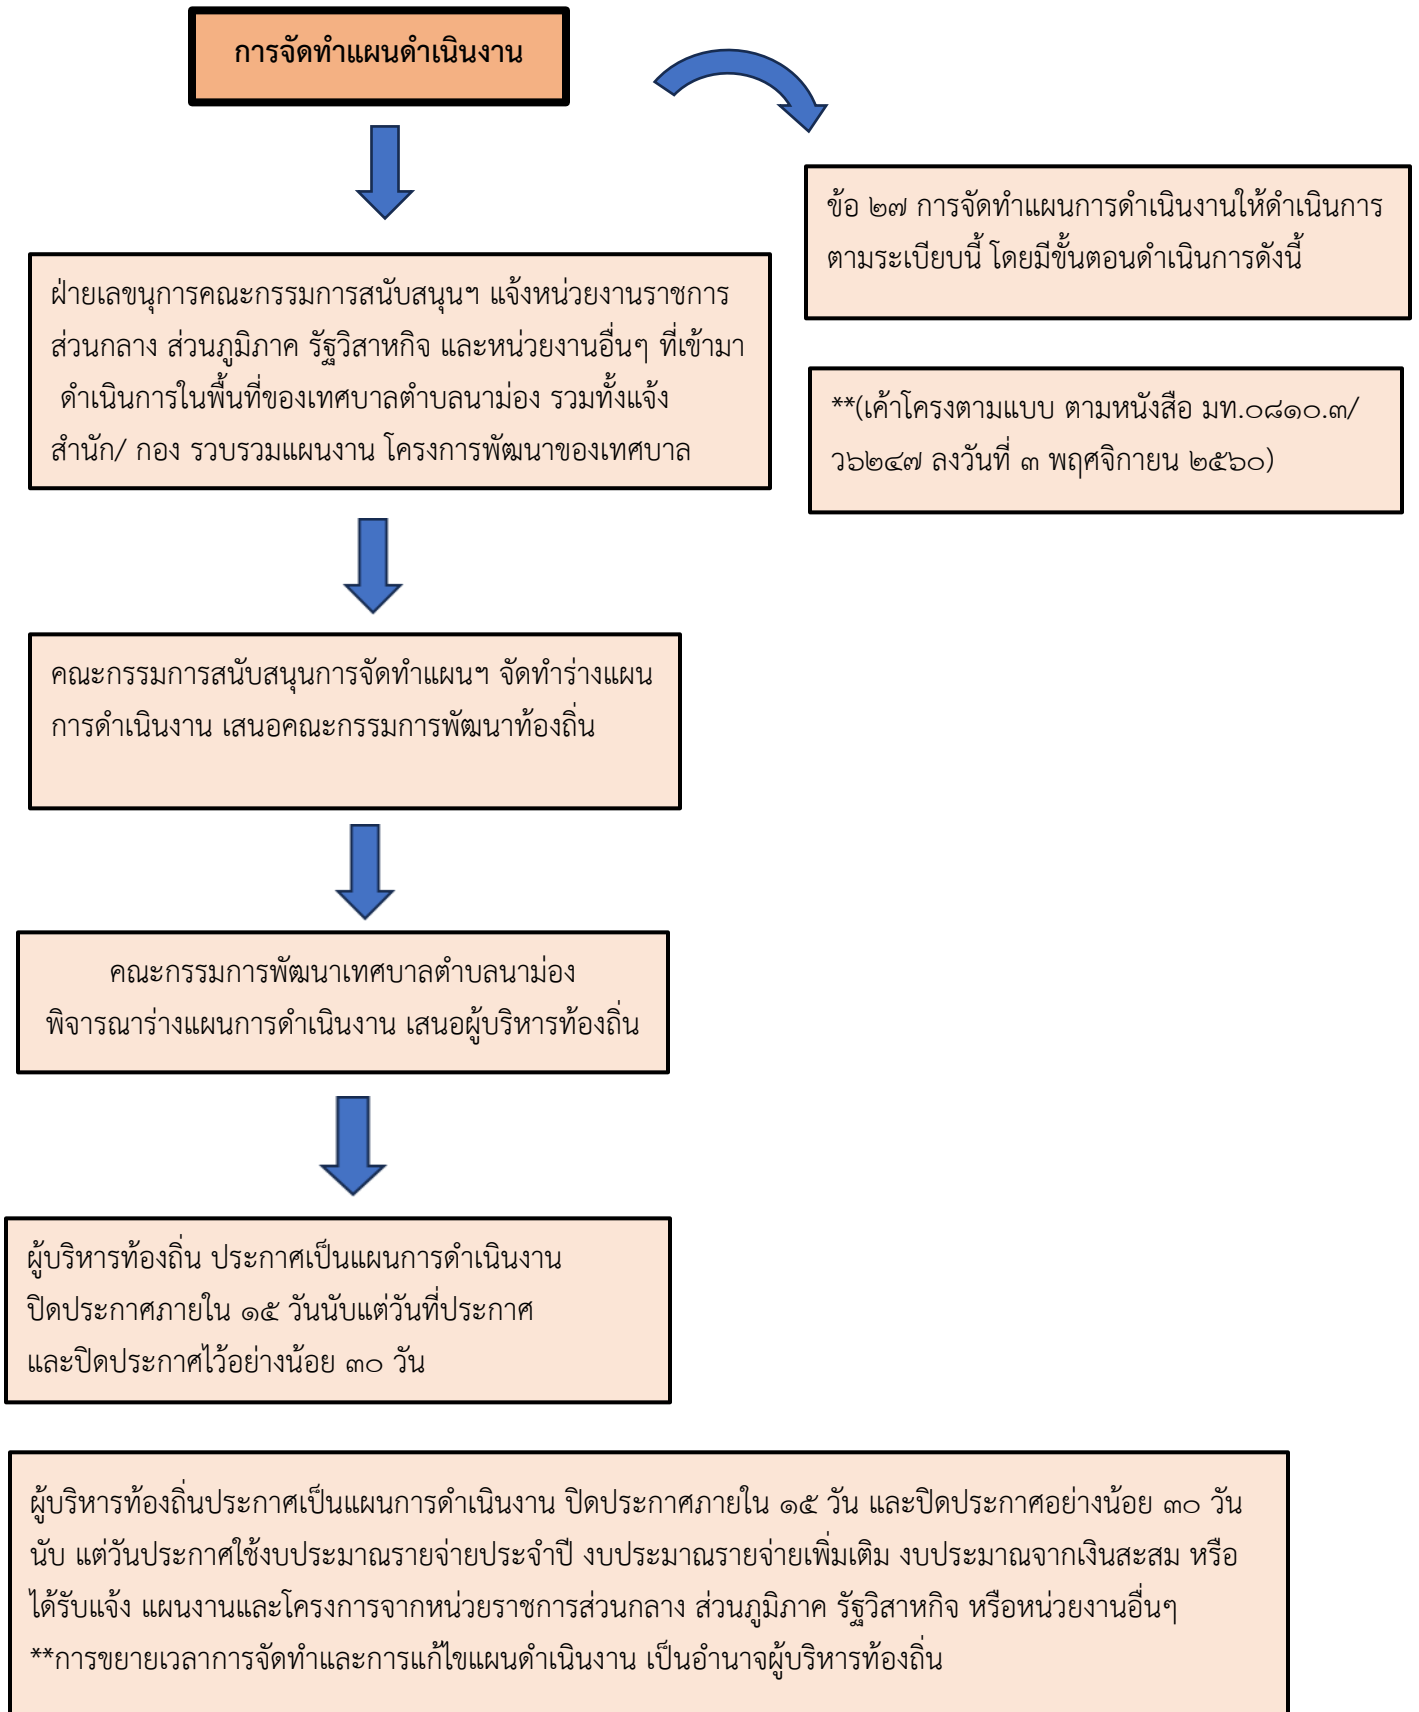 การจัดทำแผนดำเนินงาน
ข้อ ๒๗ การจัดทำแผนการดำเนินงานให้ดำเนินการ
ตามระเบียบนี้ โดยมีขั้นตอนดำเนินการดังนี้
ฝ่ายเลขนุการคณะกรรมการสนับสนุนฯ แจ้งหน่วยงานราชการ
ส่วนกลาง ส่วนภูมิภาค รัฐวิสาหกิจ และหน่วยงานอื่นๆ ที่เข้ามา
ดำเนินการในพื้นที่ของเทศบาลตำบลนาม่อง รวมทั้งแจ้ง
สำนัก/ กอง รวบรวมแผนงาน โครงการพัฒนาของเทศบาล
**(เค้าโครงตามแบบ ตามหนังสือ มท.๐๘๑๐.๓/
ว๖๒๔๗ ลงวันที่ ๓ พฤศจิกายน ๒๕๖๐)
คณะกรรมการสนับสนุนการจัดทำแผนฯ จัดทำร่างแผน
การดำเนินงาน เสนอคณะกรรมการพัฒนาท้องถิ่น
คณะกรรมการพัฒนาเทศบาลตำบลนาม่อง
พิจารณาร่างแผนการดำเนินงาน เสนอผู้บริหารท้องถิ่น
ผู้บริหารท้องถิ่น ประกาศเป็นแผนการดำเนินงาน
ปิดประกาศภายใน ๑๕ วันนับแต่วันที่ประกาศ
และปิดประกาศไว้อย่างน้อย ๓๐ วัน
ผู้บริหารท้องถิ่นประกาศเป็นแผนการดำเนินงาน ปิดประกาศภายใน ๑๕ วัน และปิดประกาศอย่างน้อย ๓๐ วัน
นับ แต่วันประกาศใช้งบประมาณรายจ่ายประจำปี งบประมาณรายจ่ายเพิ่มเติม งบประมาณจากเงินสะสม หรือ
ได้รับแจ้ง แผนงานและโครงการจากหน่วยราชการส่วนกลาง ส่วนภูมิภาค รัฐวิสาหกิจ หรือหน่วยงานอื่นๆ
**การขยายเวลาการจัดทำและการแก้ไขแผนดำเนินงาน เป็นอำนาจผู้บริหารท้องถิ่น